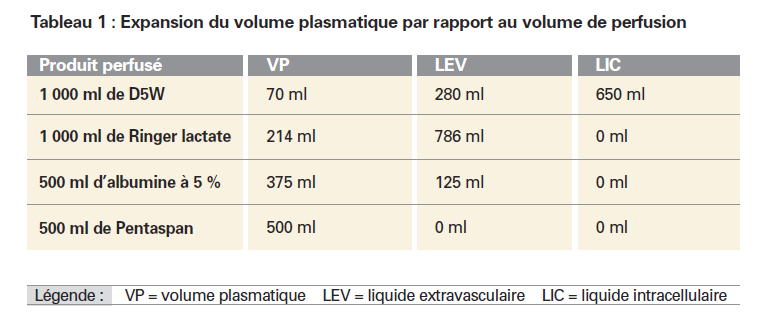 Tableau 1 : Expansion du volume plasmatique par rapport au volume de perfusion
Produit perfusé VP LEV LIC
1 000 ml de D5W 70 ml 280 ml 650 ml
1 000 ml de Ringer lactate 214 ml 786 ml 0 ml
500 ml d’albumine à 5 % 375 ml 125 ml 0 ml
500 ml de Pentaspan 500 ml 0 ml 0 ml
Légende : VP = volume plasmatique LEV = liquide extravasculaire LIC = liquide intracellulaire